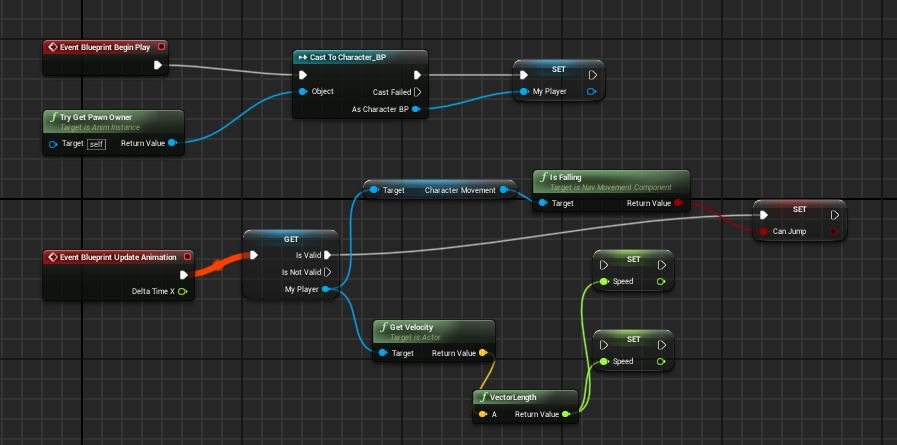 Event Blueprint Begin Play
Cast To Character_BP
Object
Cast Failed
As Character BP
SET
My Player
Try Get Pawn Owner
Target is Anim Instance
Target self Return Value
Target Character Movement
Is Falling
Target is Nav Movement Component
Target Return Value
SET
Can Jump
GET
Is Valid
Is Not Valid
My Player
Event Blueprint Update Animation
Delta Time X
SET
Speed
Get Velocity
Target is Actor
Target Return Value
SET
Speed
VectorLength
A Return Value